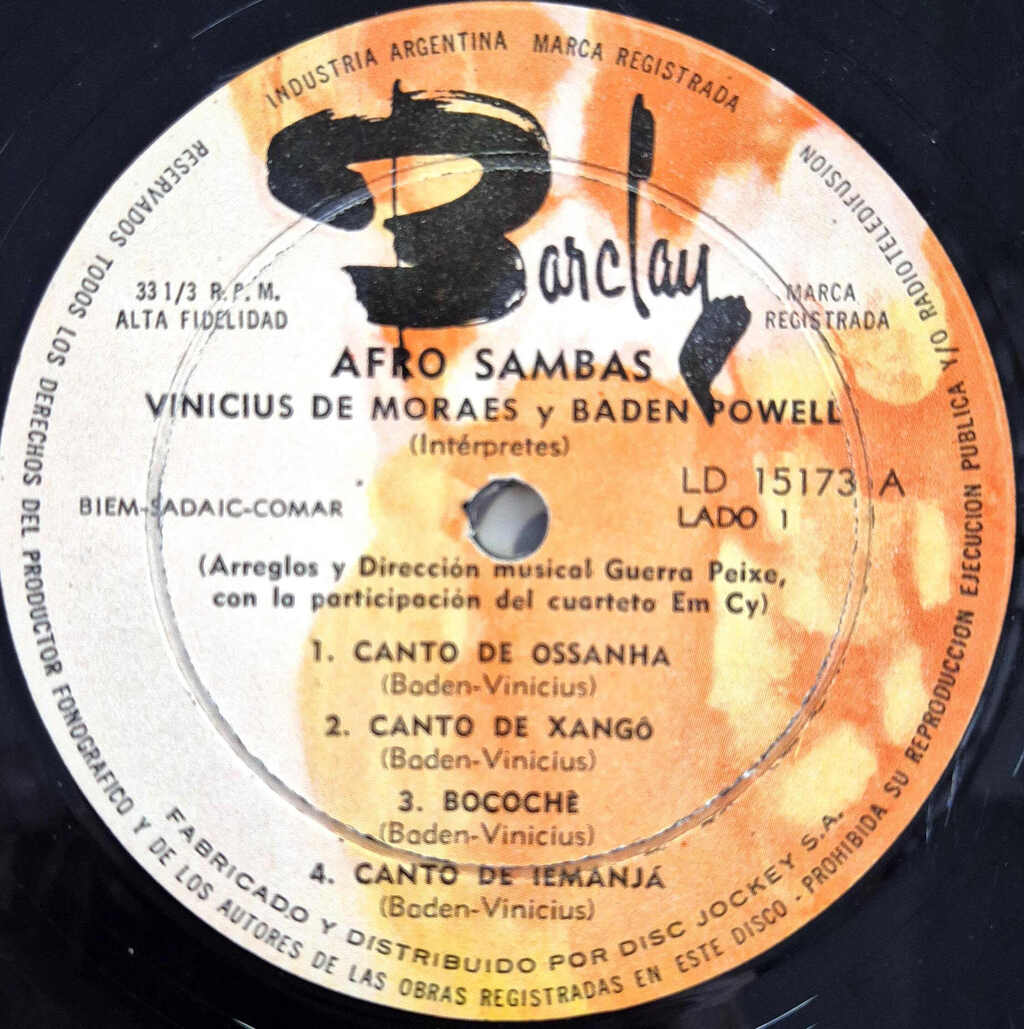 INDUSTRIA ARGENTINA MARCA REGISTRADA
Barclay
33 1/3 R.P.M.
ALTA FIDELIDAD
MARCA
REGISTRADA
AFRO SAMBAS
VINICIUS DE MORAES y BADEN POWELL
(Intérpretes)
BIEM-SADAIC-COMAR
LD 15173 A
LADO 1
(Arreglos y Dirección musical Guerra Peixe,
con la participación del cuarteto Em Cy)
1. CANTO DE OSSANHA
(Baden-Vinicius)
2. CANTO DE XANGÔ
(Baden-Vinicius)
3. BOCOCHÊ
(Baden-Vinicius)
4. CANTO DE IEMANJÁ
(Baden-Vinicius)
FABRICADO Y DISTRIBUIDO POR DISC JOCKEY S.A.
RESERVADOS TODOS LOS DERECHOS DEL PRODUCTOR FONOGRAFICO Y DE LOS AUTORES DE LAS OBRAS REGISTRADAS EN ESTE DISCO - PROHIBIDA SU REPRODUCCION EJECUCION PUBLICA Y/O RADIOTELEDIFUSION